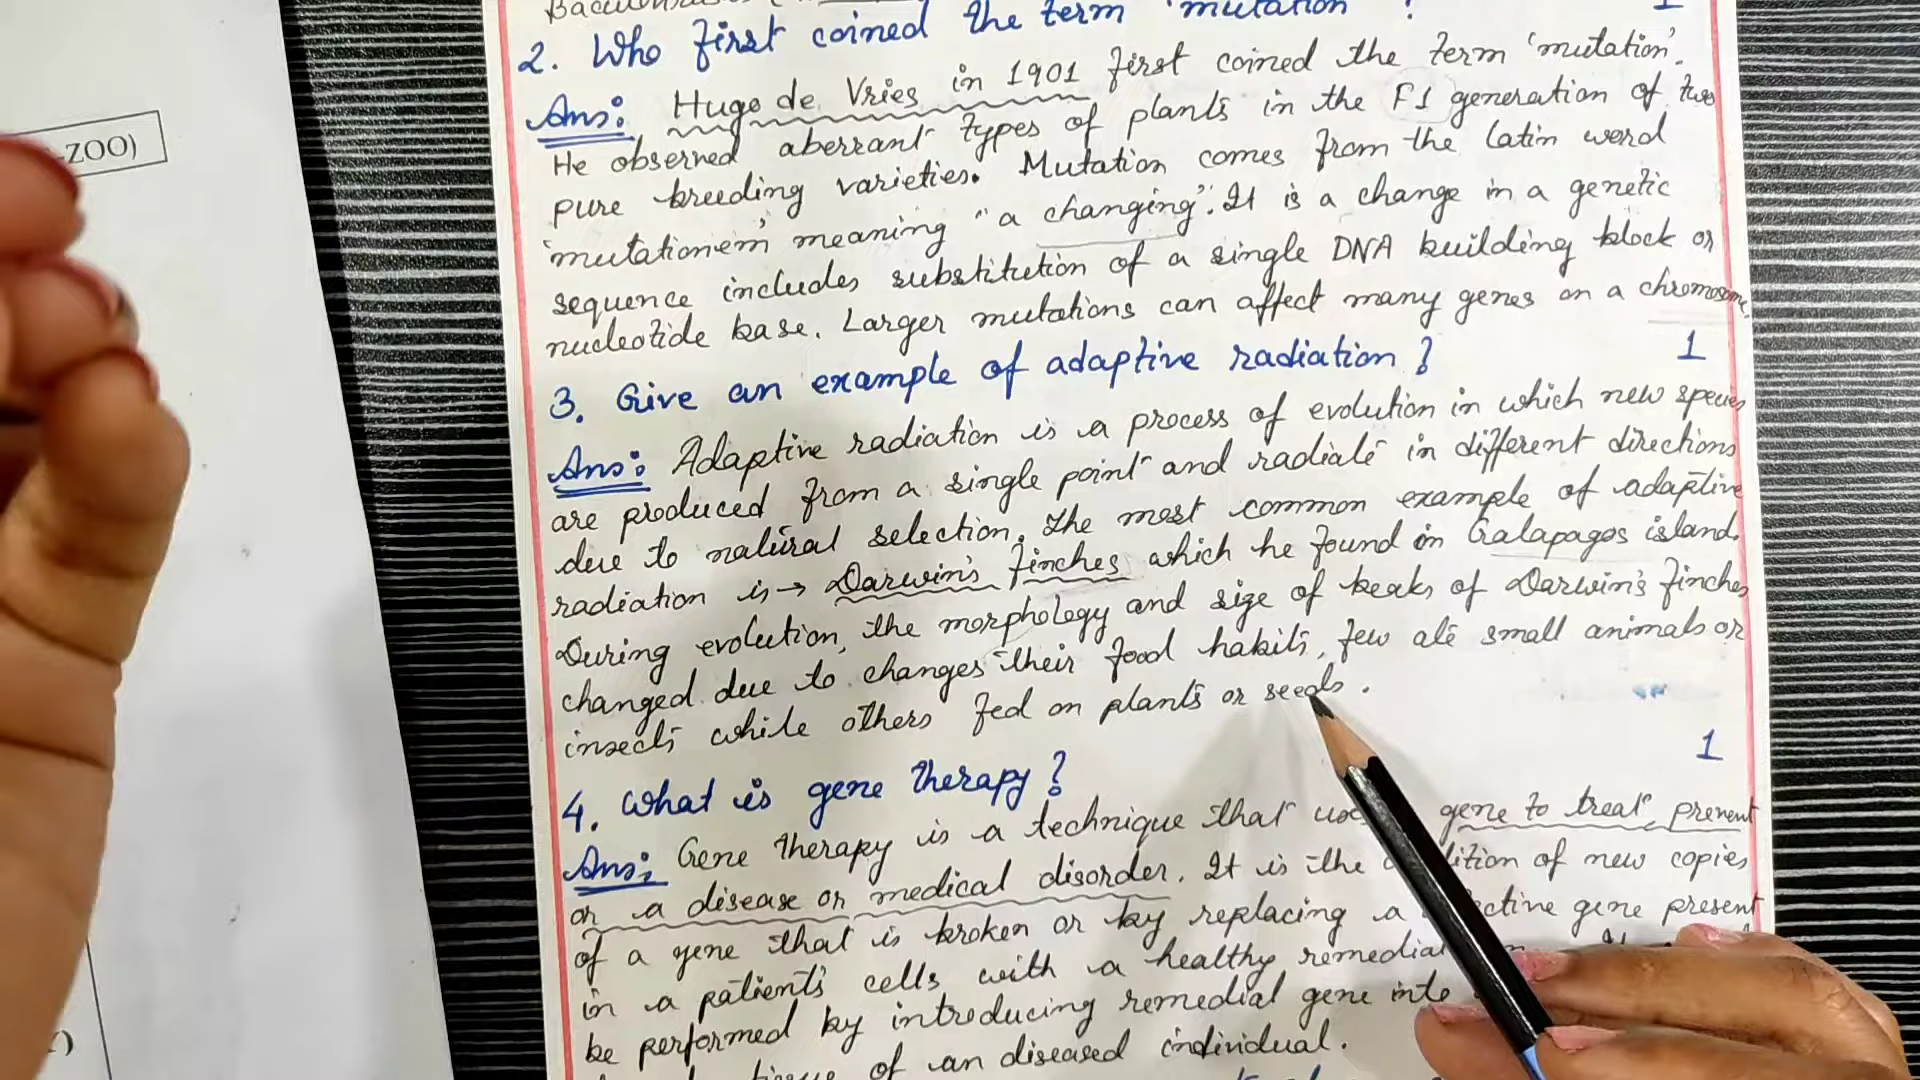 -ZOO)
2. Who first coined the term 'mutation' ? 1
Ans: Hugo de Vries in 1901 first coined the term 'mutation'.
He observed aberrant types of plants in the F1 generation of two
pure breeding varieties. Mutation comes from the latin word
'mutationem' meaning "a changing". It is a change in a genetic
sequence includes substitution of a single DNA building block or
nucleotide base. Larger mutations can affect many genes on a chromosome.
3. Give an example of adaptive radiation ? 1
Ans: Adaptive radiation is a process of evolution in which new species
are produced from a single point and radiate in different directions
due to natural selection. The most common example of adaptive
radiation is → Darwin's finches which he found in Galapagos island.
During evolution, the morphology and size of beaks of Darwin's finches
changed due to changes their food habits, few ate small animals or
insects while others fed on plants or seeds.
4. What is gene therapy ? 1
Ans: Gene therapy is a technique that gene to treat, prevent
or a disease or medical disorder. It is the of new copies
of a gene that is broken or by replacing a gene present
in a patient's cells with a healthy remedial
be performed by introducing remedial gene into
of an diseased individual.